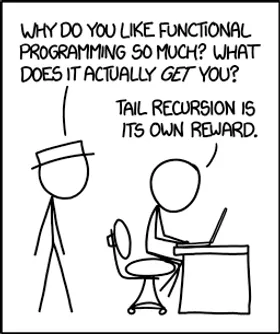 WHY DO YOU LIKE FUNCTIONAL
PROGRAMMING SO MUCH? WHAT
DOES IT ACTUALLY GET YOU?
TAIL RECURSION IS
ITS OWN REWARD.